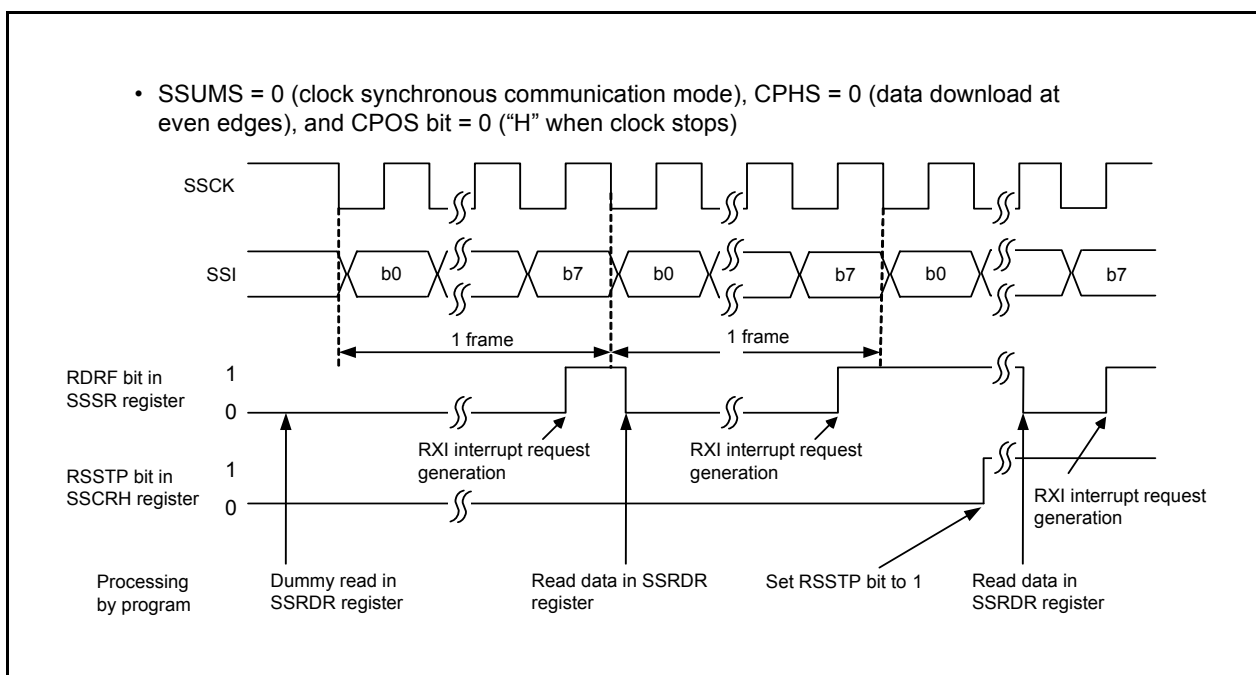 • SSUMS = 0 (clock synchronous communication mode), CPHS = 0 (data download at
even edges), and CPOS bit = 0 (“H” when clock stops)
SSCK
SSI
b0
b7
b0
b7
b0
b7
1 frame
1 frame
RDRF bit in
SSSR register
1
0
RXI interrupt request
generation
RXI interrupt request
generation
RXI interrupt request
generation
RSSTP bit in
SSCRH register
1
0
Processing
by program
Dummy read in
SSRDR register
Read data in SSRDR
register
Set RSSTP bit to 1
Read data in
SSRDR register